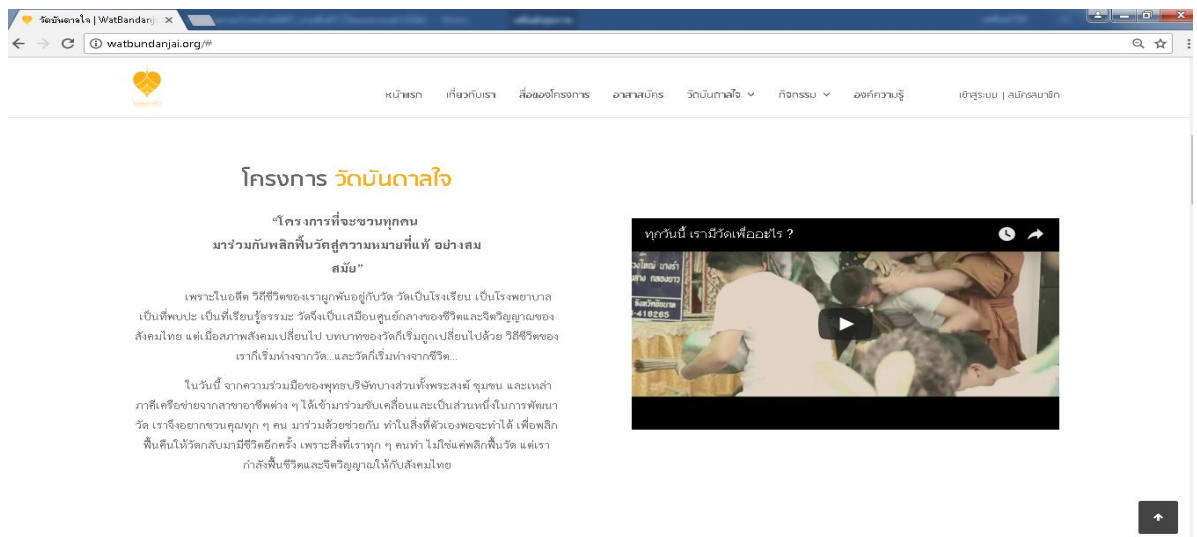 วัดบันดาลใจ | WatBandanj
watbundanjai.org/#
หน้าแรก เกี่ยวกับเรา สื่อของโครงการ อาสาสมัคร วัดบันดาลใจ กิจกรรม องค์ความรู้ เข้าสู่ระบบ | สมัครสมาชิก
โครงการ วัดบันดาลใจ
“โครงการที่จะชวนทุกคน
มาร่วมกันพลิกฟื้นวัดสู่ความหมายที่แท้ อย่างสม
สมัย”
เพราะในอดีต วิถีชีวิตของเราผูกพันอยู่กับวัด วัดเป็นโรงเรียน เป็นโรงพยาบาล
เป็นที่พบปะ เป็นที่เรียนรู้ธรรมะ วัดจึงเป็นเสมือนศูนย์กลางของชีวิตและจิตวิญญาณของ
สังคมไทย แต่เมื่อสภาพสังคมเปลี่ยนไป บทบาทของวัดก็เริ่มถูกเปลี่ยนไปด้วย วิถีชีวิตของ
เราก็เริ่มห่างจากวัด...และวัดก็เริ่มห่างจากชีวิต...
ในวันนี้ จากความร่วมมือของพุทธบริษัทบางส่วนทั้งพระสงฆ์ ชุมชน และเหล่า
ภาคีเครือข่ายจากสาขาอาชีพต่าง ๆ ได้เข้ามาร่วมขับเคลื่อนและเป็นส่วนหนึ่งในการพัฒนา
วัด เราจึงอยากชวนคุณทุก ๆ คน มาร่วมด้วยช่วยกัน ทำในสิ่งที่ตัวเองพอจะทำได้ เพื่อพลิก
ฟื้นคืนให้วัดกลับมามีชีวิตอีกครั้ง เพราะสิ่งที่เราทุก ๆ คนทำ ไม่ใช่แค่พลิกฟื้นวัด แต่เรา
กำลังฟื้นชีวิตและจิตวิญญาณให้กับสังคมไทย
ทุกวันนี้ เรามีวัดเพื่ออะไร ?
จังหวัดชัยนาท
-416265